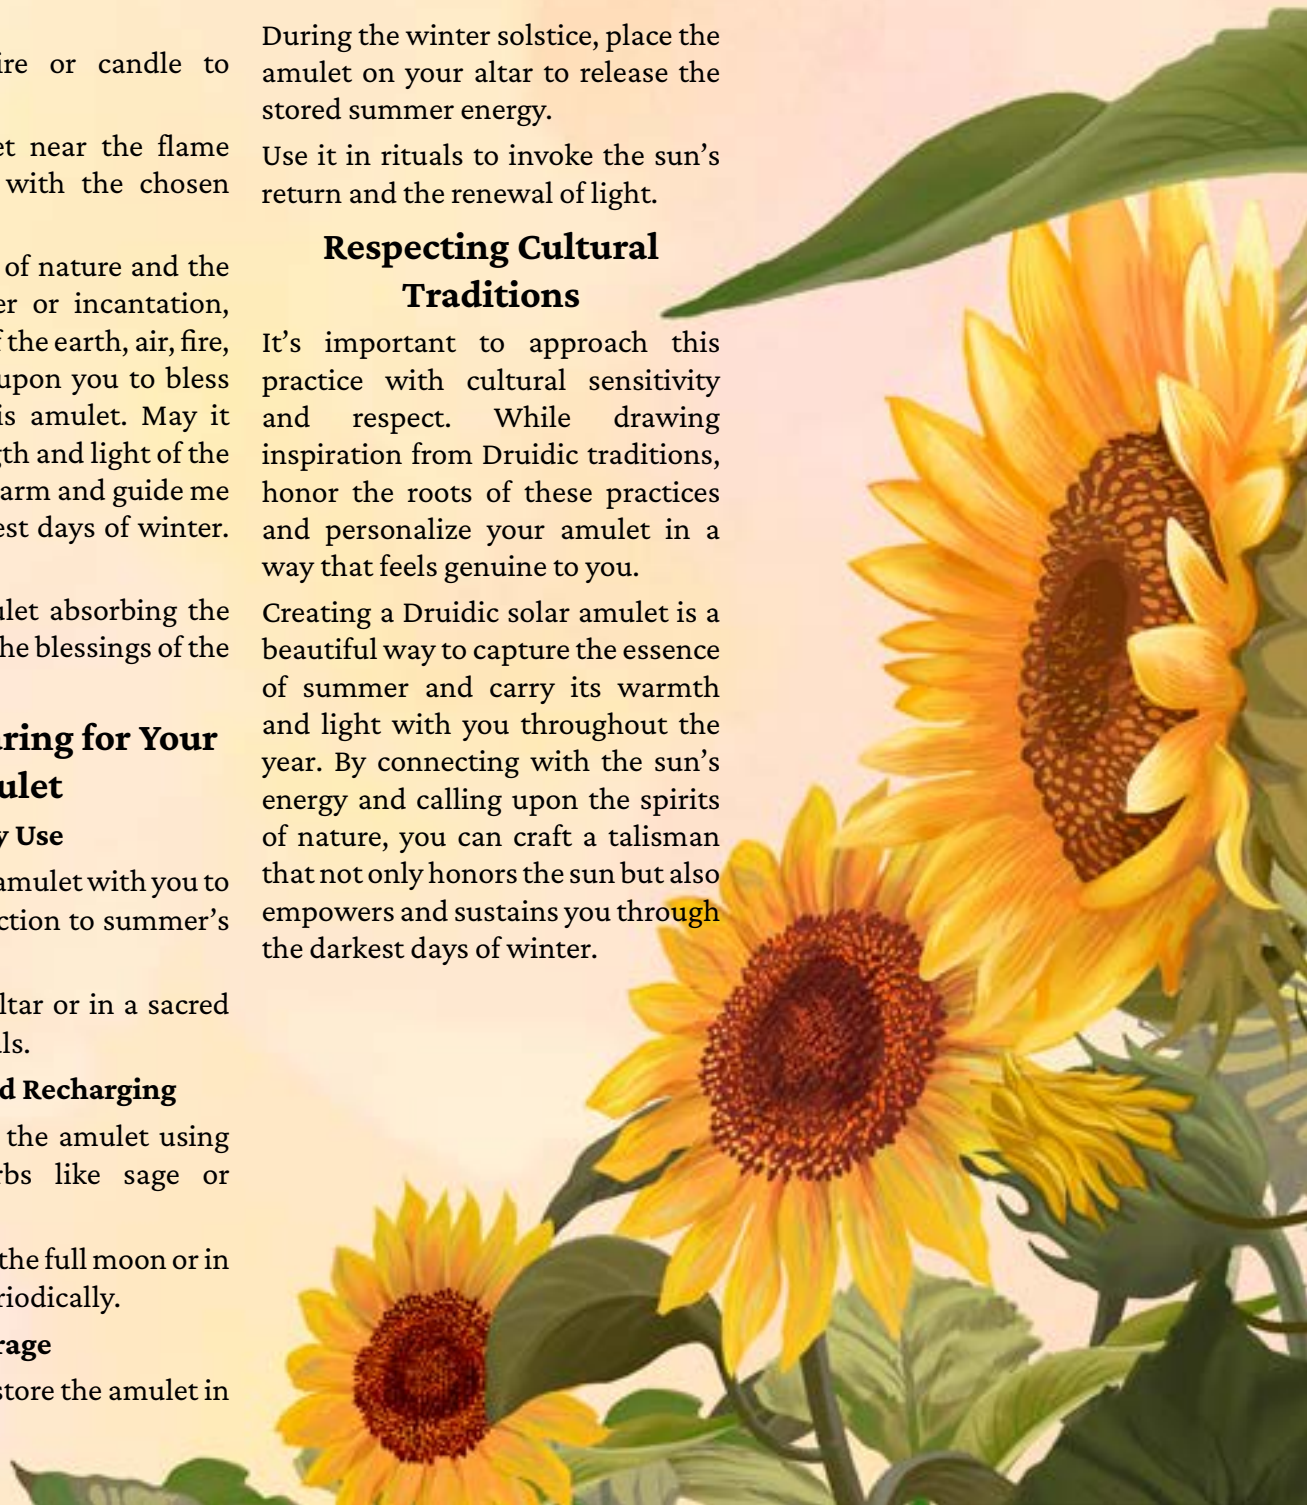 ire or candle to
et near the flame
with the chosen
of nature and the
er or incantation,
f the earth, air, fire,
upon you to bless
is amulet. May it
gth and light of the
arm and guide me
est days of winter.
ulet absorbing the
he blessings of the
aring for Your
ulet
y Use
amulet with you to
ction to summer’s
ltar or in a sacred
ls.
d Recharging
the amulet using
rbs like sage or
the full moon or in
riodically.
rage
store the amulet in
During the winter solstice, place the
amulet on your altar to release the
stored summer energy.
Use it in rituals to invoke the sun’s
return and the renewal of light.
Respecting Cultural
Traditions
It’s important to approach this
practice with cultural sensitivity
and respect. While drawing
inspiration from Druidic traditions,
honor the roots of these practices
and personalize your amulet in a
way that feels genuine to you.
Creating a Druidic solar amulet is a
beautiful way to capture the essence
of summer and carry its warmth
and light with you throughout the
year. By connecting with the sun’s
energy and calling upon the spirits
of nature, you can craft a talisman
that not only honors the sun but also
empowers and sustains you through
the darkest days of winter.